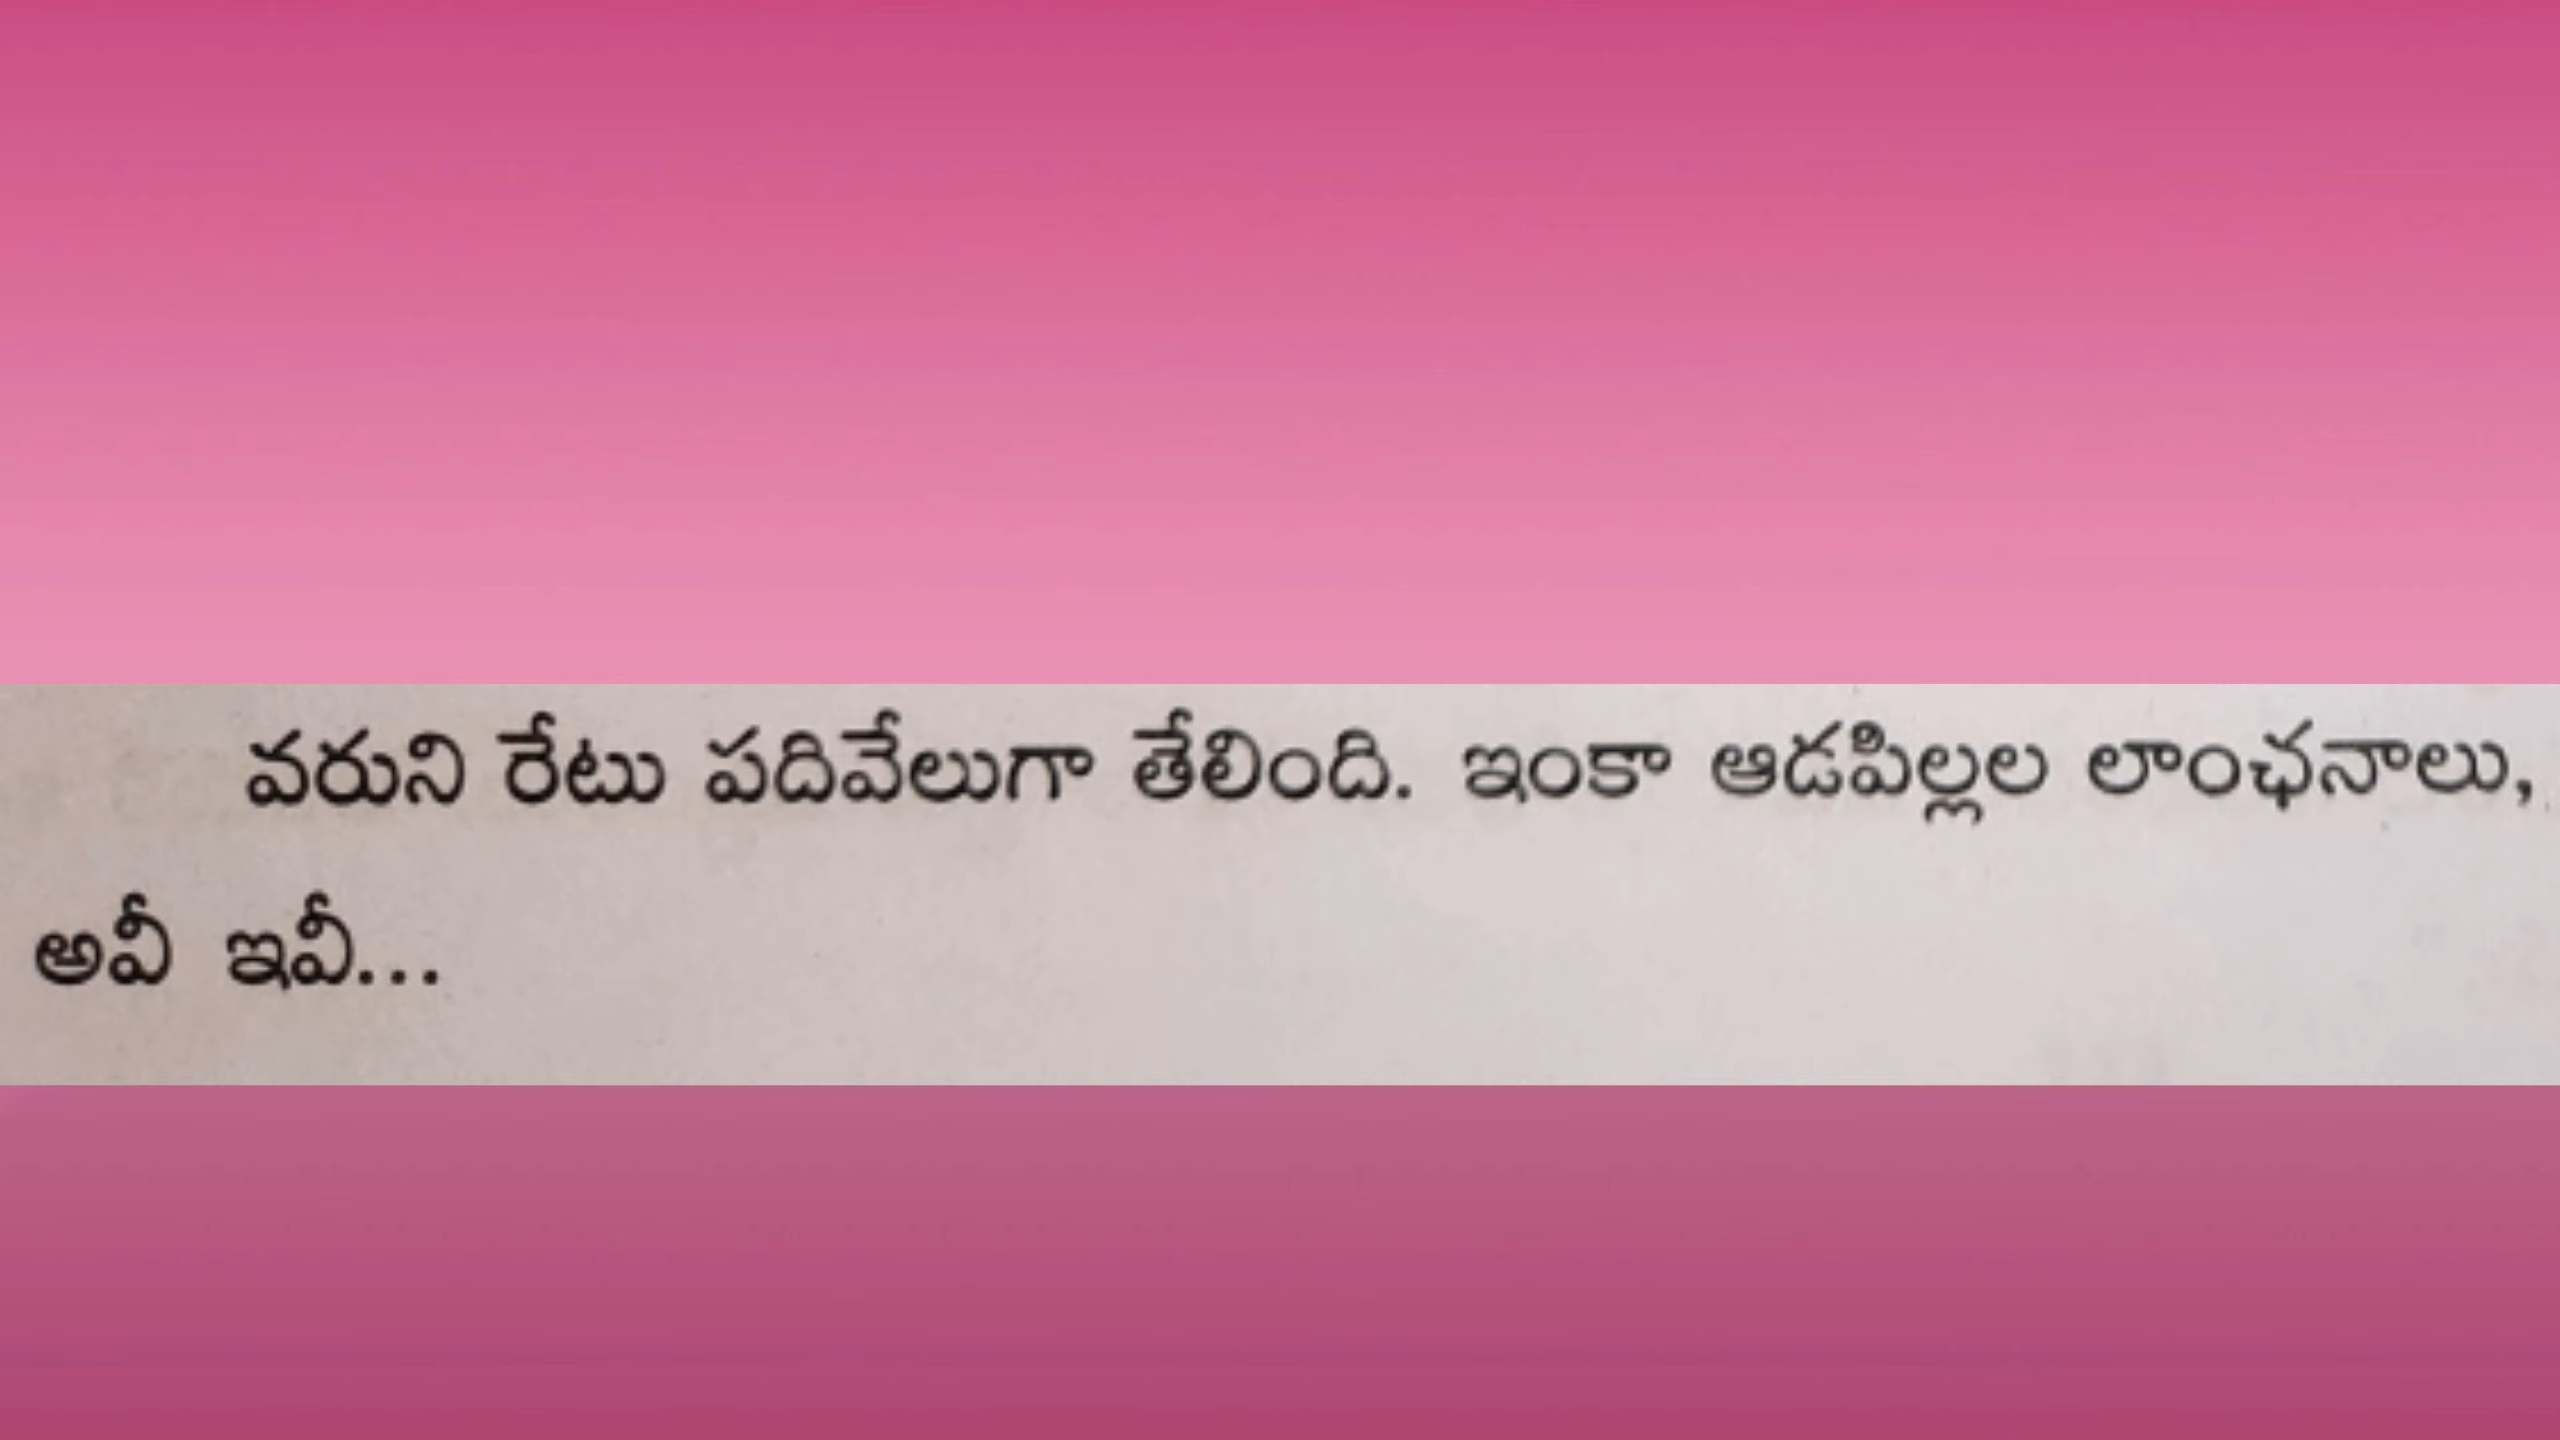 వరుని రేటు పదివేలుగా తేలింది. ఇంకా ఆడపిల్లల లాంఛనాలు,
అవీ ఇవీ...